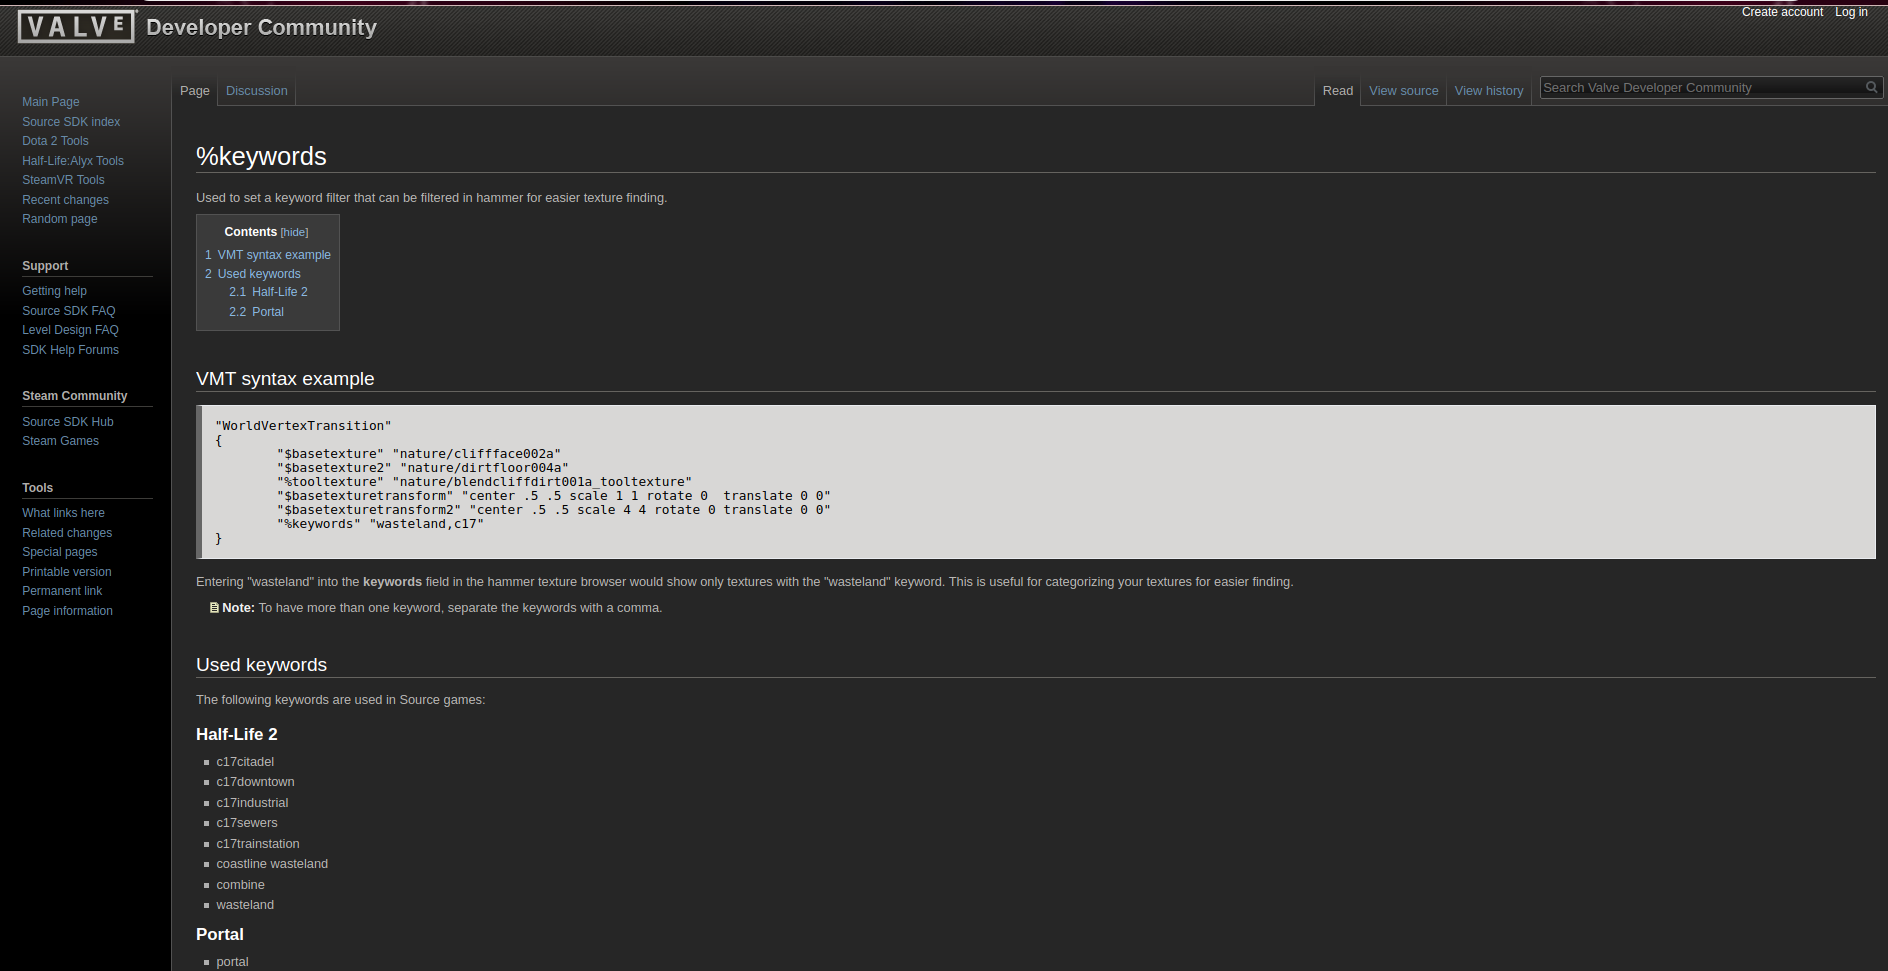 VALVE Developer Community
Create account Log in
Page Discussion
Read View source View history Search Valve Developer Community
Main Page
Source SDK index
Dota 2 Tools
Half-Life:Alyx Tools
SteamVR Tools
Recent changes
Random page
Support
Getting help
Source SDK FAQ
Level Design FAQ
SDK Help Forums
Steam Community
Source SDK Hub
Steam Games
Tools
What links here
Related changes
Special pages
Printable version
Permanent link
Page information
%keywords
Used to set a keyword filter that can be filtered in hammer for easier texture finding.
Contents [hide]
1 VMT syntax example
2 Used keywords
2.1 Half-Life 2
2.2 Portal
VMT syntax example
"WorldVertexTransition"
{
"$basetexture" "nature/cliffface002a"
"$basetexture2" "nature/dirtfloor004a"
"%tooltexture" "nature/blendcliffdirt001a_tooltexture"
"$basetexturetransform" "center .5 .5 scale 1 1 rotate 0  translate 0 0"
"$basetexturetransform2" "center .5 .5 scale 4 4 rotate 0 translate 0 0"
"%keywords" "wasteland,c17"
}
Entering "wasteland" into the keywords field in the hammer texture browser would show only textures with the "wasteland" keyword. This is useful for categorizing your textures for easier finding.
Note: To have more than one keyword, separate the keywords with a comma.
Used keywords
The following keywords are used in Source games:
Half-Life 2
c17citadel
c17downtown
c17industrial
c17sewers
c17trainstation
coastline wasteland
combine
wasteland
Portal
portal